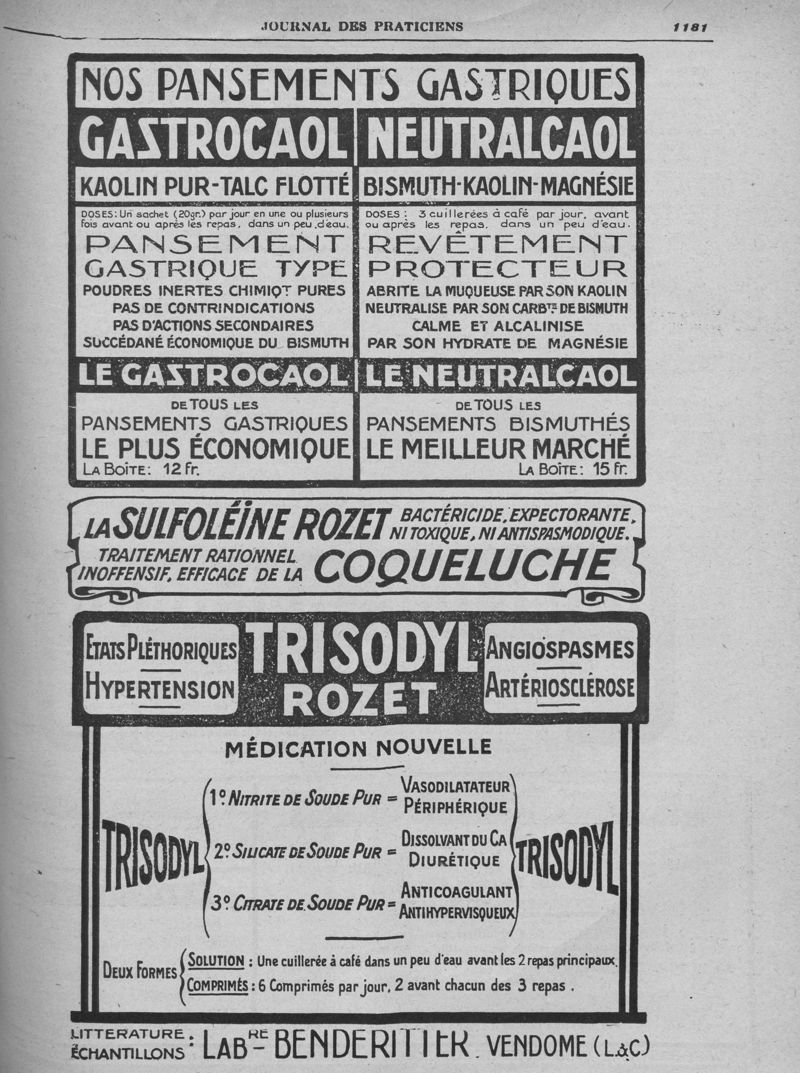 JOURNAL DES PRATICIENS
1181
NOS PANSEMENTS GASTRIQUES
GASTROCAOL
KAOLIN PUR-TALC FLOTTÉ
DOSES: Un sachet (20gr.) par jour en une ou plusieurs
fois avant ou après les repas, dans un peu d'eau.
PANSEMENT
GASTRIQUE TYPE
POUDRES INERTES CHIMIQT PURES
PAS DE CONTRINDICATIONS
PAS D'ACTIONS SECONDAIRES
SUCCÉDANÉ ÉCONOMIQUE DU BISMUTH
LE GASTROCAOL
DE TOUS LES
PANSEMENTS GASTRIQUES
LE PLUS ÉCONOMIQUE
LA BOÎTE: 12 Fr.
NEUTRALCAOL
BISMUTH-KAOLIN-MAGNÉSIE
DOSES: 3 cuillerées à café par jour, avant
ou après les repas, dans un peu d'eau.
REVÊTEMENT
PROTECTEUR
ABRITE LA MUQUEUSE PAR SON KAOLIN
NEUTRALISE PAR SON CARBTE DE BISMUTH
CALME ET ALCALINISE
PAR SON HYDRATE DE MAGNÉSIE
LE NEUTRALCAOL
DE TOUS LES
PANSEMENTS BISMUTHÉS
LE MEILLEUR MARCHÉ
LA BOÎTE: 15 Fr.
LA SULFOLÉÏNE ROZET BACTÉRICIDE, EXPECTORANTE,
NI TOXIQUE, NI ANTISPASMODIQUE.
TRAITEMENT RATIONNEL
INOFFENSIF, EFFICACE DE LA COQUELUCHE
ETATS PLÉTHORIQUES
HYPERTENSION
TRISODYL
ROZET
ANGIOSPASMES
ARTÉRIOSCLÉROSE
MÉDICATION NOUVELLE
TRISODYL
1º NITRITE DE SOUDE PUR = VASODILATATEUR
PÉRIPHÉRIQUE
2º SILICATE DE SOUDE PUR = DISSOLVANT DU CA
DIURÉTIQUE
3º CITRATE DE SOUDE PUR = ANTICOAGULANT
ANTIHYPERVISQUEUX
TRISODYL
DEUX FORMES
SOLUTION : Une cuillerée à café dans un peu d'eau avant les 2 repas principaux.
COMPRIMÉS : 6 Comprimés par jour, 2 avant chacun des 3 repas.
LITTERATURE :
ÉCHANTILLONS :
LABRE BENDERITTER. VENDOME (L.&C)